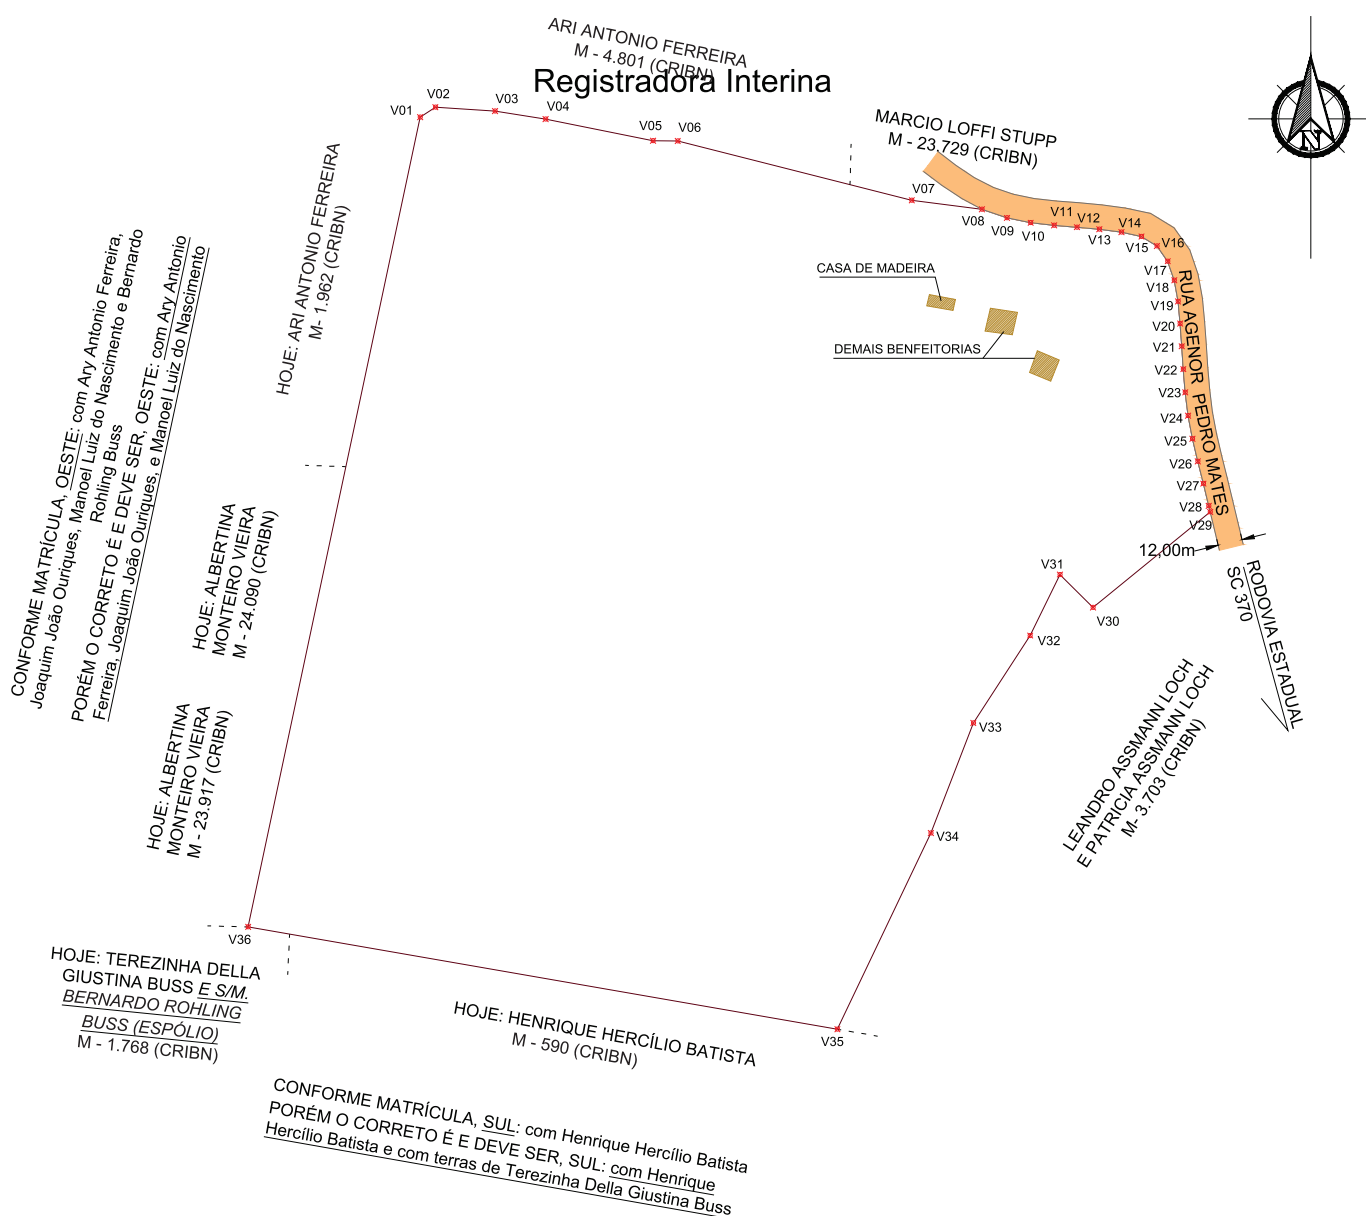 ARI ANTONIO FERREIRA
M - 4.801 (CRIBN)
Registradora Interina
MARCIO LOFFI STUPP
M - 23.729 (CRIBN)
N
V01
V02
V03
V04
V05
V06
V07
V08
V09
V10
V11
V12
V13
V14
V15
V16
V17
V18
V19
V20
V21
V22
V23
V24
V25
V26
V27
V28
V29
RUA AGENOR PEDRO MATES
12,00m
RODOVIA ESTADUAL
SC 370
CASA DE MADEIRA
DEMAIS BENFEITORIAS
HOJE: ARI ANTONIO FERREIRA
M- 1.962 (CRIBN)
CONFORME MATRÍCULA, OESTE: com Ary Antonio Ferreira,
Joaquim João Ouriques, Manoel Luiz do Nascimento e Bernardo
Rohling Buss
PORÉM O CORRETO É E DEVE SER, OESTE: com Ary Antonio
Ferreira, Joaquim João Ouriques, e Manoel Luiz do Nascimento
HOJE: ALBERTINA
MONTEIRO VIEIRA
M - 24.090 (CRIBN)
HOJE: ALBERTINA
MONTEIRO VIEIRA
M - 23.917 (CRIBN)
V30
V31
V32
V33
V34
V35
V36
LEANDRO ASSMANN LOCH
E PATRICIA ASSMANN LOCH
M- 3.703 (CRIBN)
HOJE: TEREZINHA DELLA
GIUSTINA BUSS E S/M.
BERNARDO ROHLING
BUSS (ESPÓLIO)
M - 1.768 (CRIBN)
HOJE: HENRIQUE HERCÍLIO BATISTA
M - 590 (CRIBN)
CONFORME MATRÍCULA, SUL: com Henrique Hercílio Batista
PORÉM O CORRETO É E DEVE SER, SUL: com Henrique
Hercílio Batista e com terras de Terezinha Della Giustina Buss